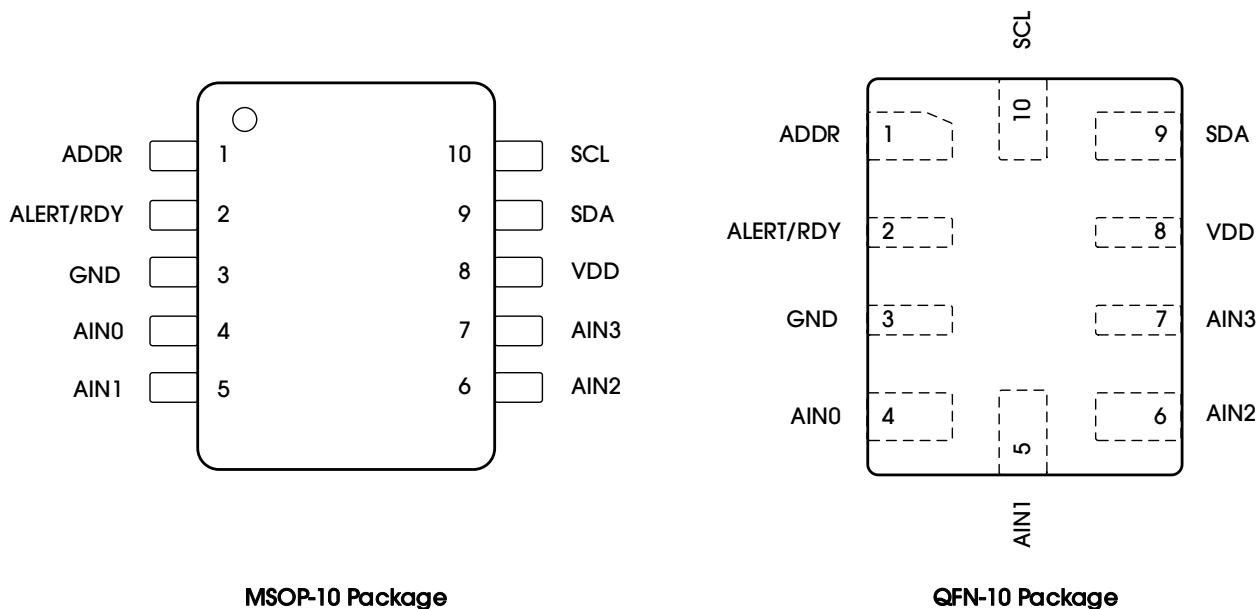 ADDR 1 10 SCL
ALERT/RDY 2 9 SDA
GND 3 8 VDD
AIN0 4 7 AIN3
AIN1 5 6 AIN2
MSOP-10 Package
SCL
10
ADDR 1 9 SDA
ALERT/RDY 2 8 VDD
GND 3 7 AIN3
AIN0 4 6 AIN2
5
AIN1
QFN-10 Package